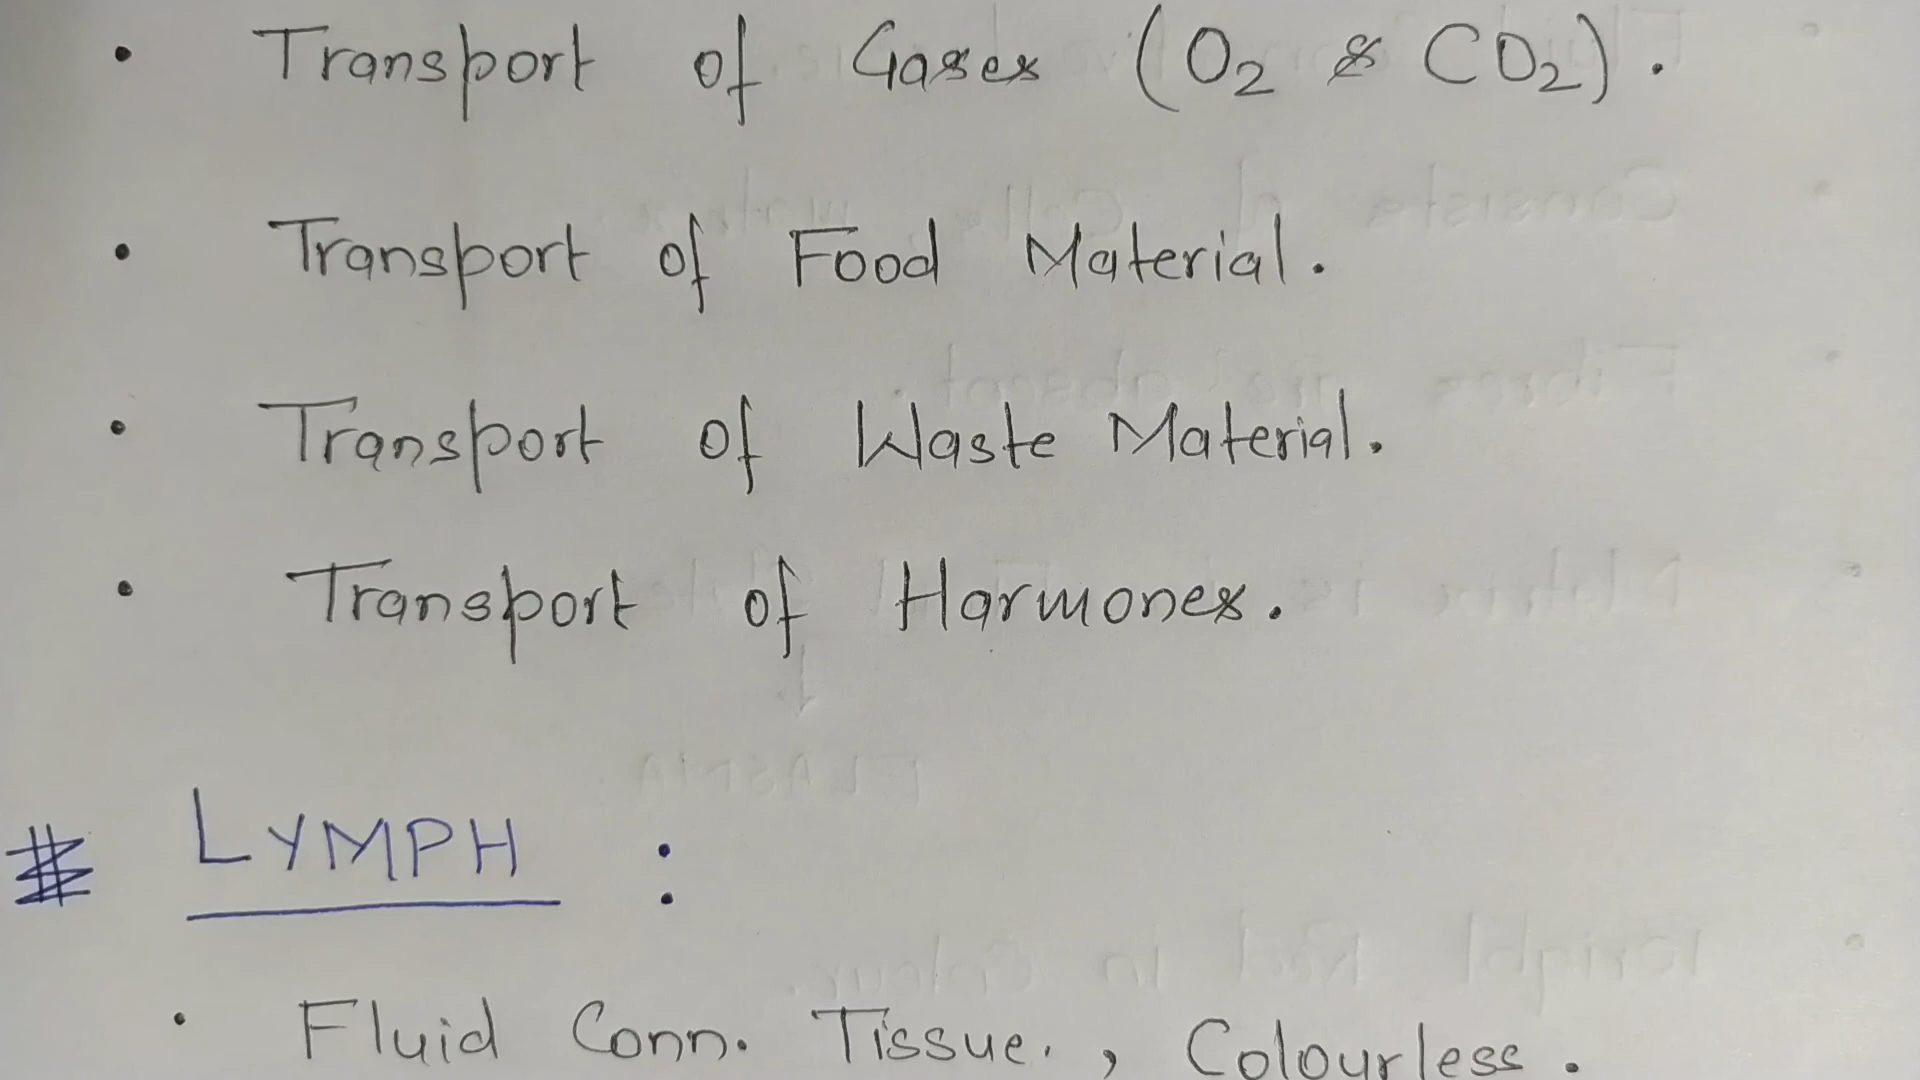 • Transport of Gases (O₂ & CO₂).
• Transport of Food Material.
• Transport of Waste Material.
• Transport of Harmones.
# LYMPH :
• Fluid Conn. Tissue. , Colourless.